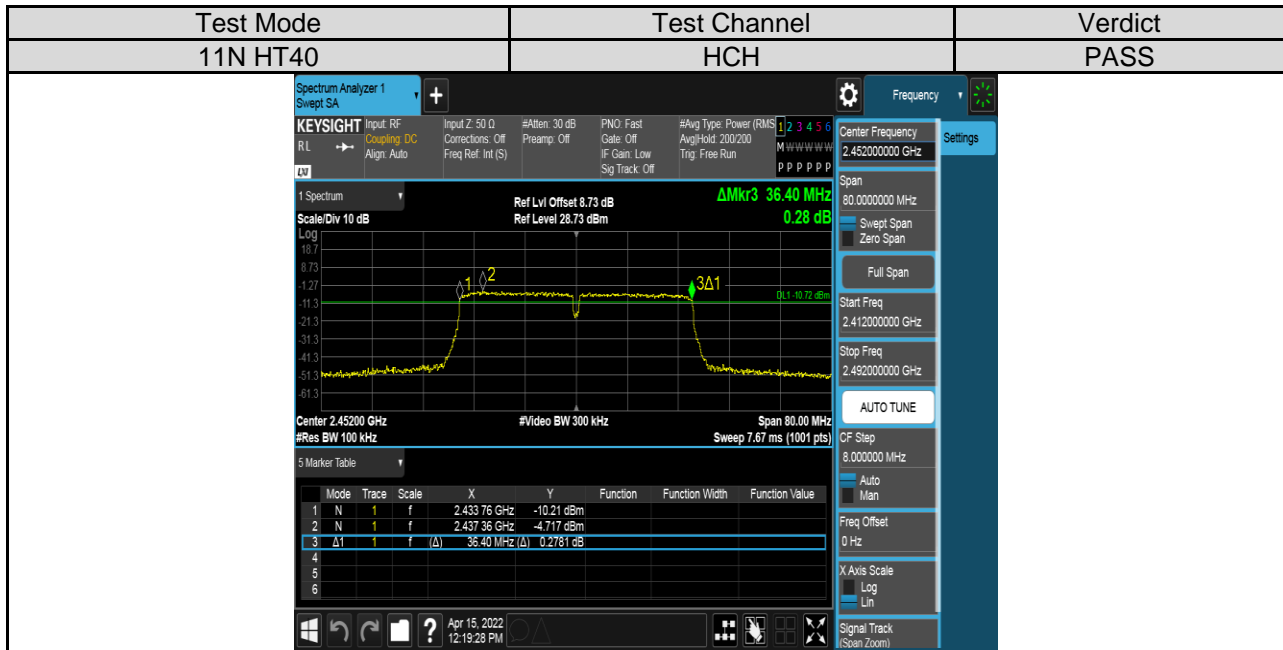 Test Mode Test Channel Verdict
11N HT40 HCH PASS
Spectrum Analyzer 1
Swept SA
+
Frequency
KEYSIGHT Input: RF Input Z: 50 Ω #Atten: 30 dB PNO: Fast #Avg Type: Power (RMS 1 2 3 4 5 6
RL Coupling: DC Corrections: Off Preamp: Off Gate: Off Avg|Hold: 200/200 M W W W W W
Align: Auto Freq Ref: Int (S) IF Gain: Low Trig: Free Run
LXI Sig Track: Off P P P P P P
1 Spectrum Ref Lvl Offset 8.73 dB ΔMkr3 36.40 MHz
Scale/Div 10 dB Ref Level 28.73 dBm 0.28 dB
Log
18.7
8.73
-1.27
-11.3
-21.3
-31.3
-41.3
-51.3
-61.3
1 2 3Δ1
DL1 -10.72 dBm
Center 2.45200 GHz #Video BW 300 kHz Span 80.00 MHz
#Res BW 100 kHz Sweep 7.67 ms (1001 pts)
5 Marker Table
Mode Trace Scale X Y Function Function Width Function Value
1 N 1 f 2.433 76 GHz -10.21 dBm
2 N 1 f 2.437 36 GHz -4.717 dBm
3 Δ1 1 f (Δ) 36.40 MHz (Δ) 0.2781 dB
4
5
6
? Apr 15, 2022
12:19:28 PM
Center Frequency
2.452000000 GHz
Settings
Span
80.0000000 MHz
Swept Span
Zero Span
Full Span
Start Freq
2.412000000 GHz
Stop Freq
2.492000000 GHz
AUTO TUNE
CF Step
8.000000 MHz
Auto
Man
Freq Offset
0 Hz
X Axis Scale
Log
Lin
Signal Track
(Span Zoom)